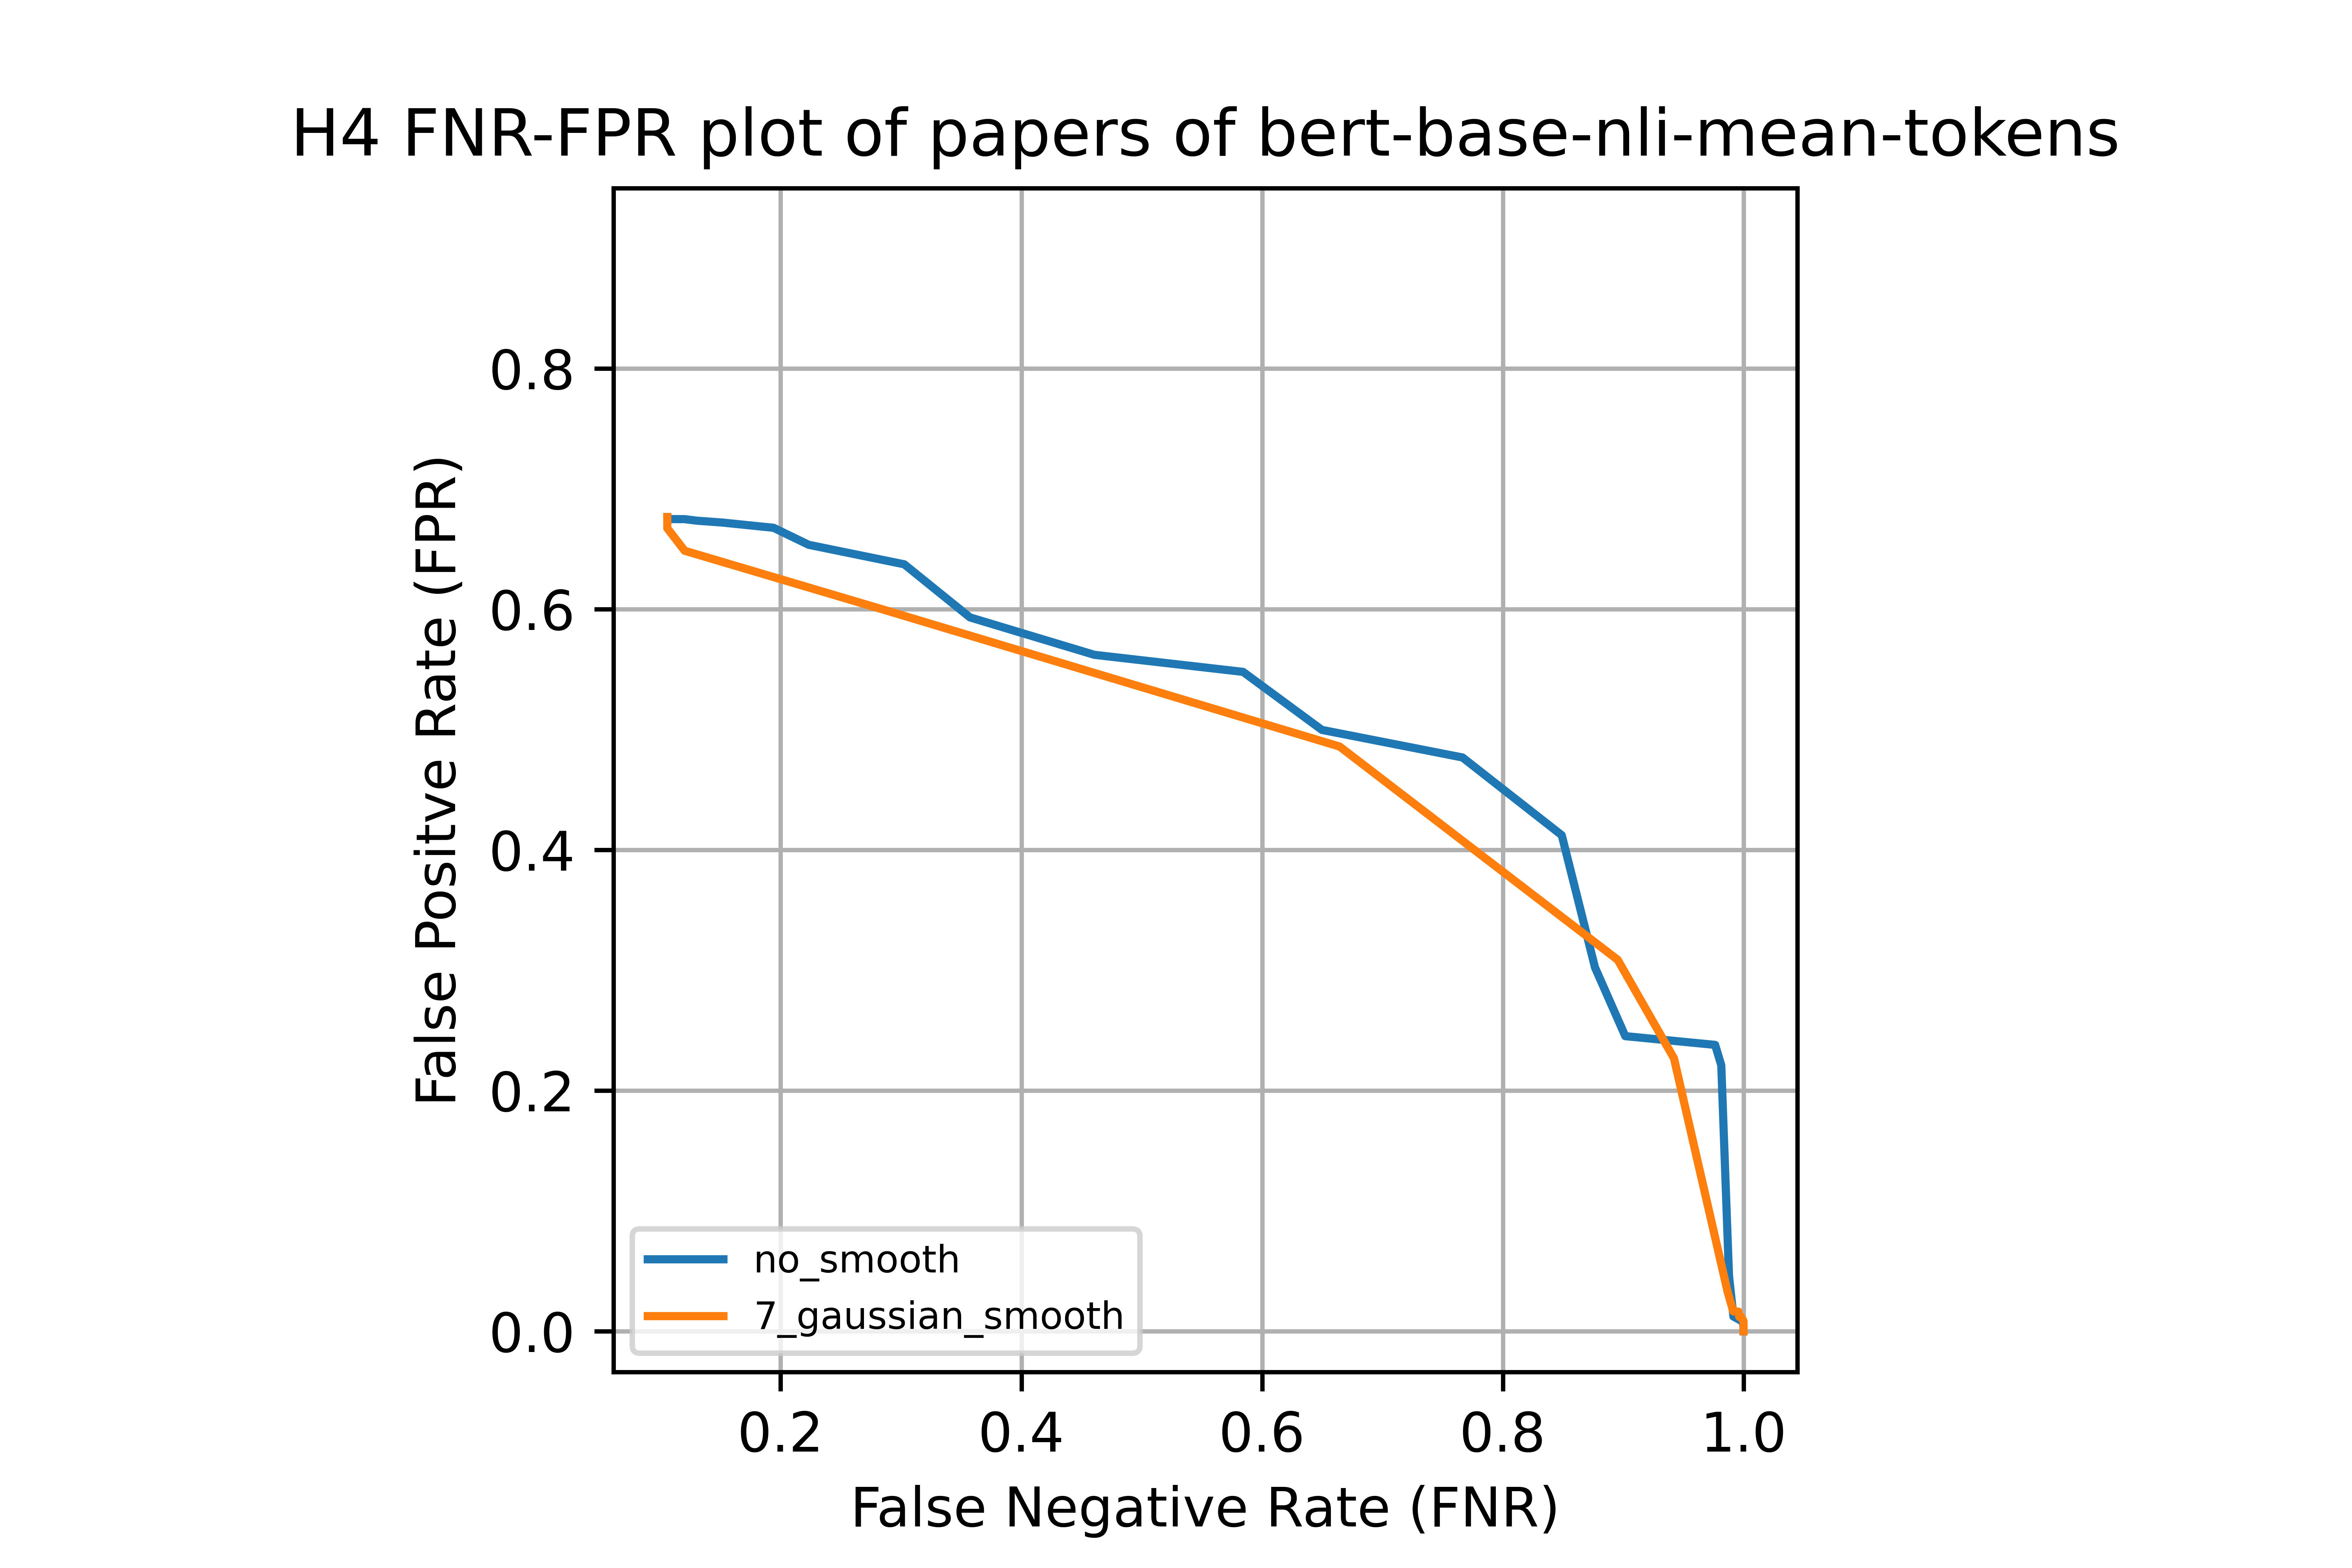 H4 FNR-FPR plot of papers of bert-base-nli-mean-tokens
False Positve Rate (FPR)
0.8
0.6
0.4
0.2
0.0
no_smooth
7_gaussian_smooth
0.2 0.4 0.6 0.8 1.0
False Negative Rate (FNR)